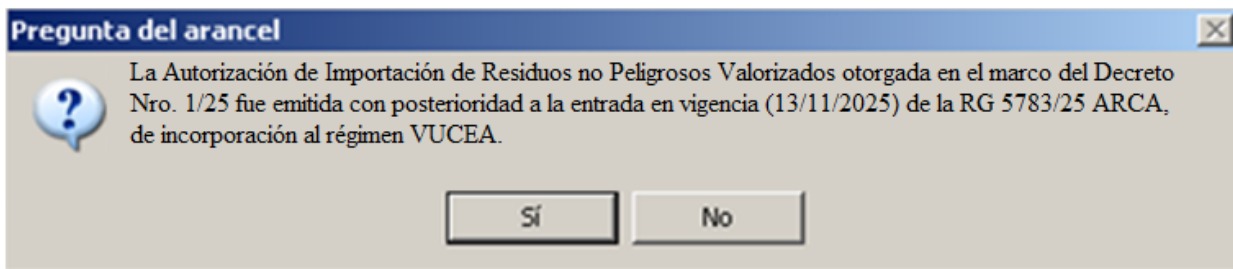 Pregunta del arancel
La Autorización de Importación de Residuos no Peligrosos Valorizados otorgada en el marco del Decreto
Nro. 1/25 fue emitida con posterioridad a la entrada en vigencia (13/11/2025) de la RG 5783/25 ARCA,
de incorporación al régimen VUCEA.
Sí
No